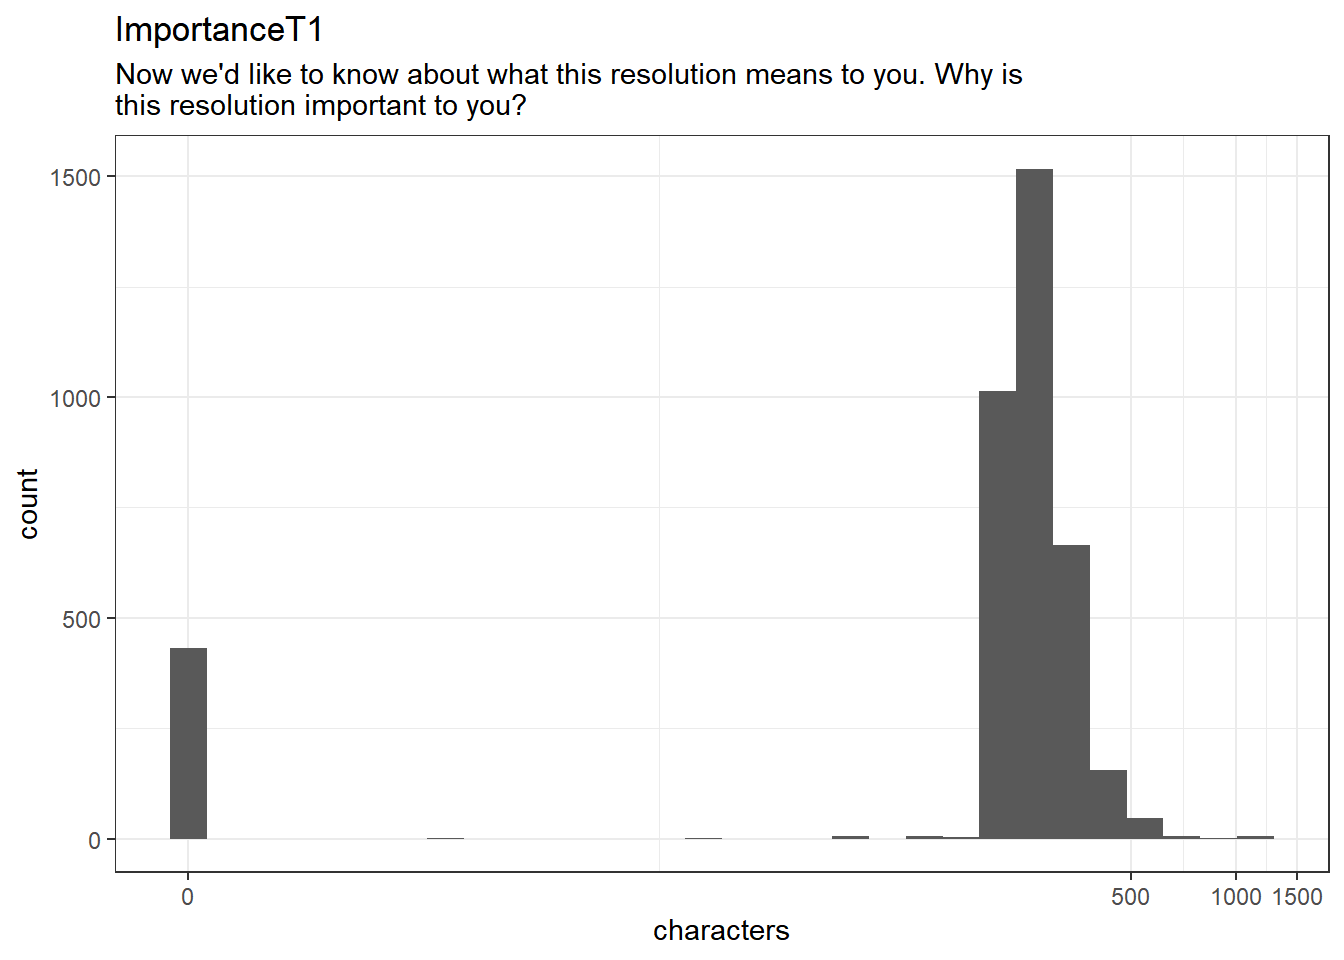 ImportanceT1
Now we'd like to know about what this resolution means to you. Why is
this resolution important to you?
1500
1000
500
0
count
0
500
1000
1500
characters